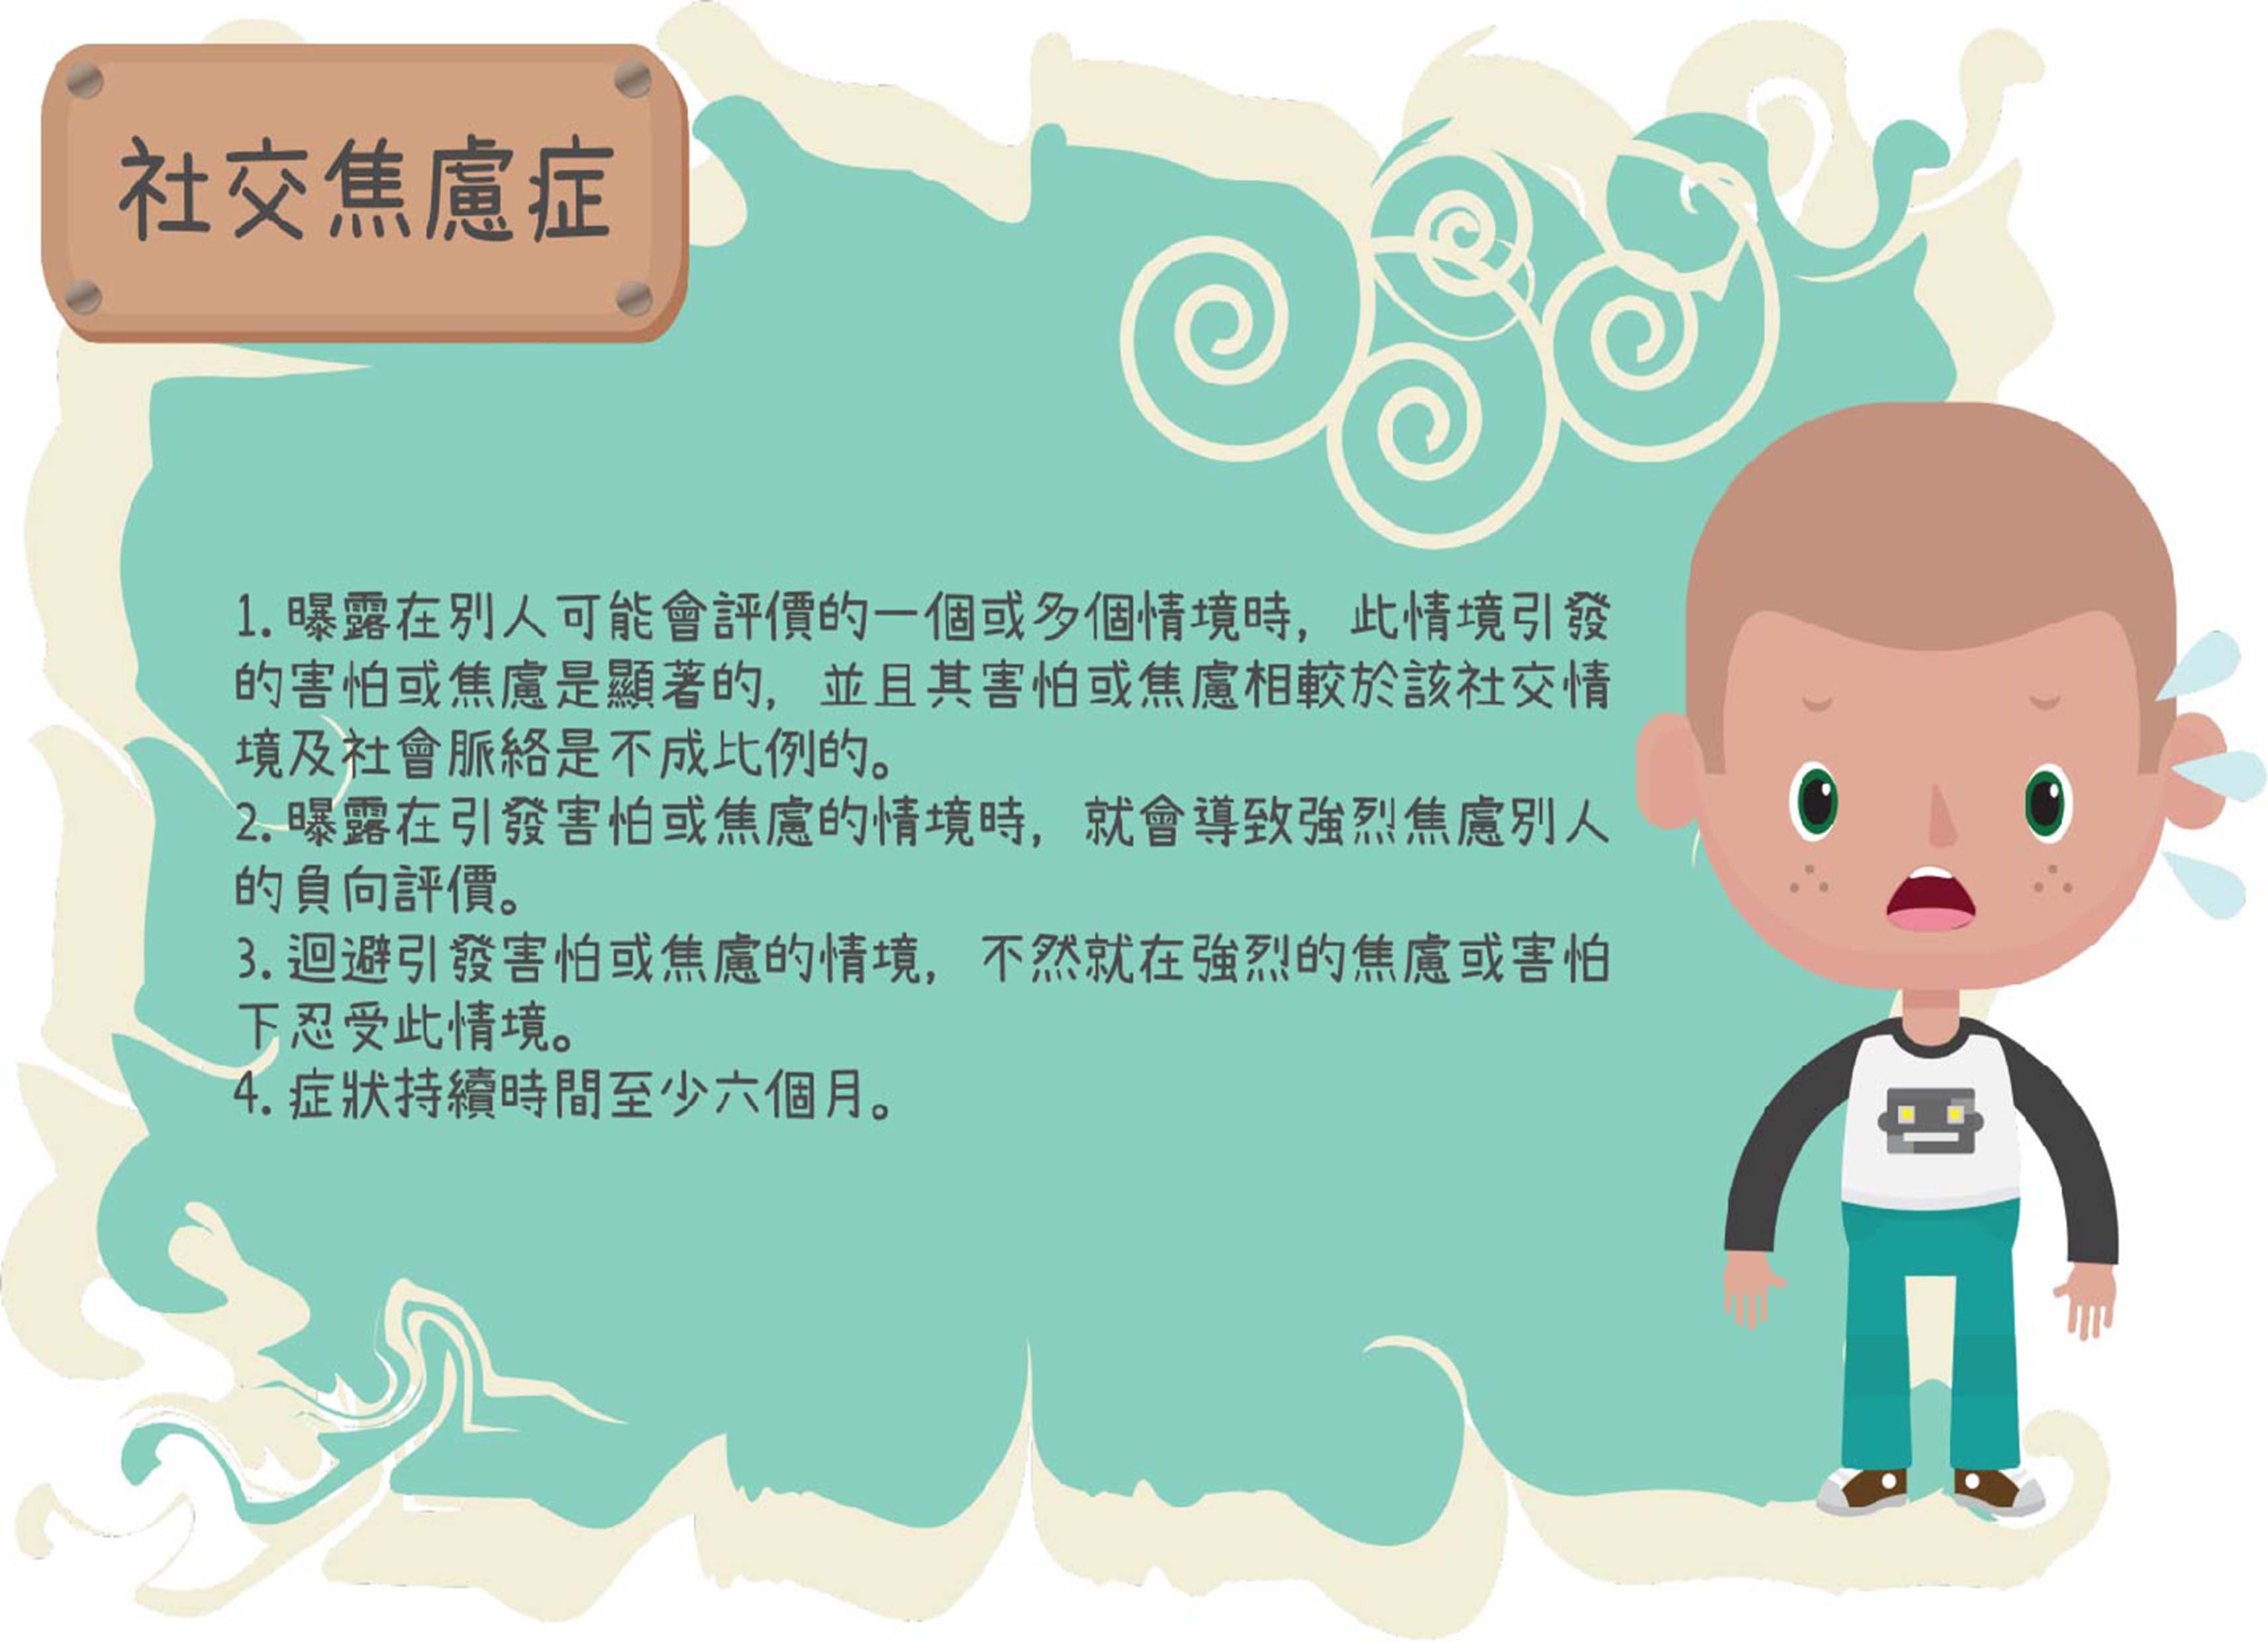 社交焦慮症
1. 曝露在別人可能會評價的一個或多個情境時，此情境引發
的害怕或焦慮是顯著的，並且其害怕或焦慮相較於該社交情
境及社會脈絡是不成比例的。
2. 曝露在引發害怕或焦慮的情境時，就會導致強烈焦慮別人
的負向評價。
3. 迴避引發害怕或焦慮的情境，不然就在強烈的焦慮或害怕
下忍受此情境。
4. 症狀持續時間至少六個月。